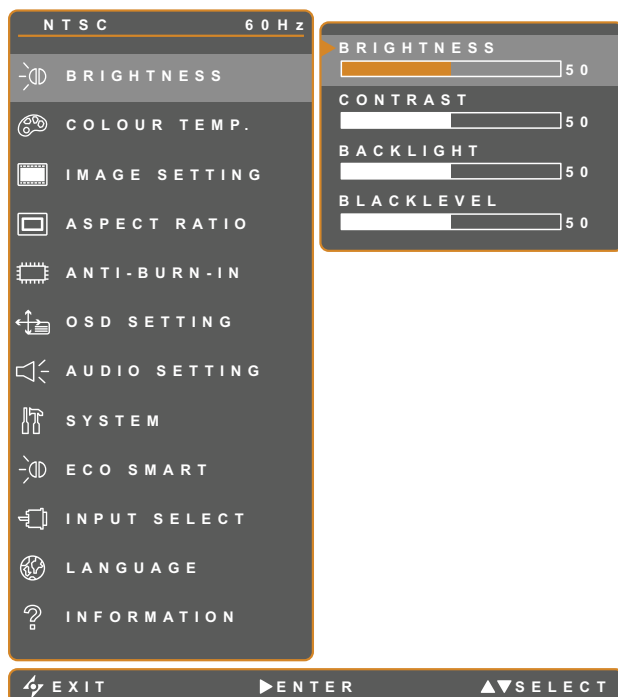 NTSC 60Hz
BRIGHTNESS
COLOUR TEMP.
IMAGE SETTING
ASPECT RATIO
ANTI-BURN-IN
OSD SETTING
AUDIO SETTING
SYSTEM
ECO SMART
INPUT SELECT
LANGUAGE
INFORMATION
BRIGHTNESS
50
CONTRAST
50
BACKLIGHT
50
BLACKLEVEL
50
EXIT ▶ENTER ▲▼SELECT